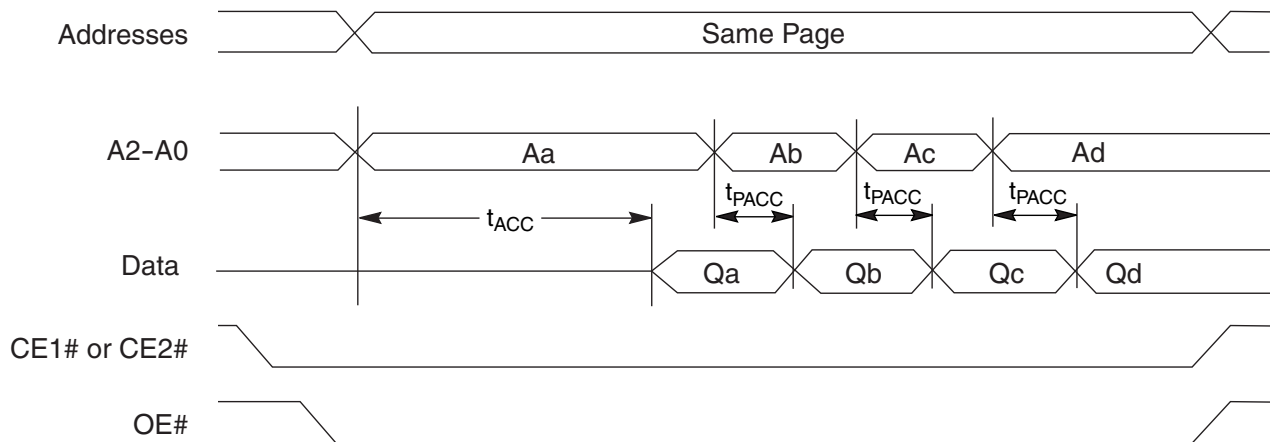 Addresses
Same Page
A2-A0
Aa
Ab
Ac
Ad
tACC
tPACC
tPACC
tPACC
Data
Qa
Qb
Qc
Qd
CE1# or CE2#
OE#